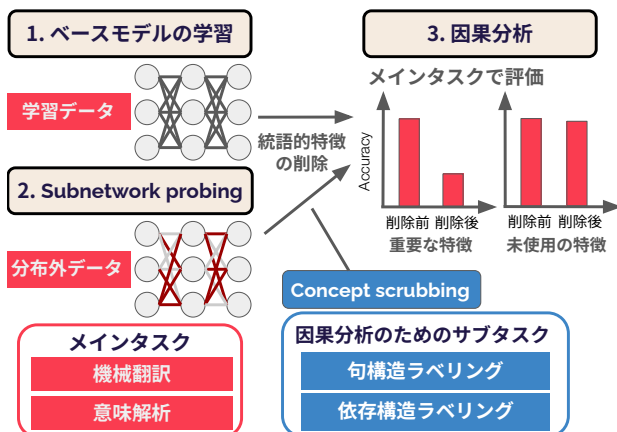 1. ベースモデルの学習
学習データ
2. Subnetwork probing
分布外データ
統語的特徴
の削除
Concept scrubbing
3. 因果分析
メインタスクで評価
Accuracy
削除前 削除後
重要な特徴
削除前 削除後
未使用の特徴
メインタスク
機械翻訳
意味解析
因果分析のためのサブタスク
句構造ラベリング
依存構造ラベリング